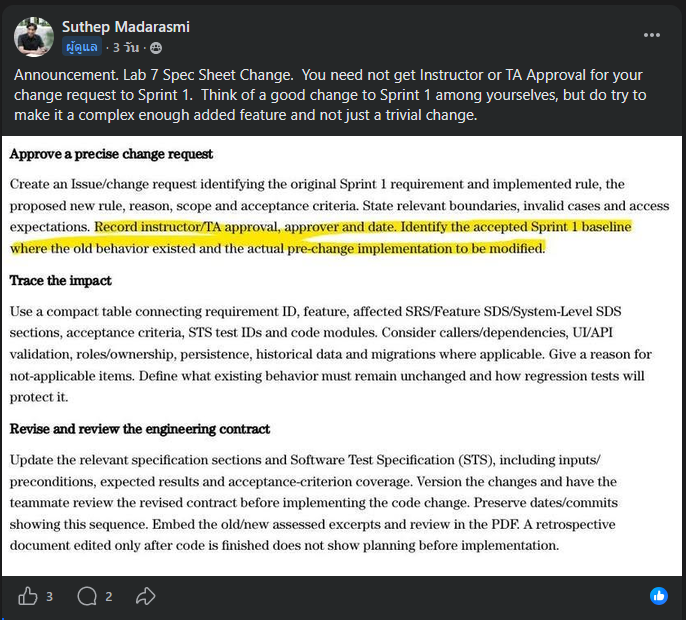 Suthep Madarasmi
ผู้ดูแล · 3 วัน ·
Announcement. Lab 7 Spec Sheet Change.  You need not get Instructor or TA Approval for your
change request to Sprint 1.  Think of a good change to Sprint 1 among yourselves, but do try to
make it a complex enough added feature and not just a trivial change.
Approve a precise change request
Create an Issue/change request identifying the original Sprint 1 requirement and implemented rule, the
proposed new rule, reason, scope and acceptance criteria. State relevant boundaries, invalid cases and access
expectations. Record instructor/TA approval, approver and date. Identify the accepted Sprint 1 baseline
where the old behavior existed and the actual pre-change implementation to be modified.
Trace the impact
Use a compact table connecting requirement ID, feature, affected SRS/Feature SDS/System-Level SDS
sections, acceptance criteria, STS test IDs and code modules. Consider callers/dependencies, UI/API
validation, roles/ownership, persistence, historical data and migrations where applicable. Give a reason for
not-applicable items. Define what existing behavior must remain unchanged and how regression tests will
protect it.
Revise and review the engineering contract
Update the relevant specification sections and Software Test Specification (STS), including inputs/
preconditions, expected results and acceptance-criterion coverage. Version the changes and have the
teammate review the revised contract before implementing the code change. Preserve dates/commits
showing this sequence. Embed the old/new assessed excerpts and review in the PDF. A retrospective
document edited only after code is finished does not show planning before implementation.
3
2